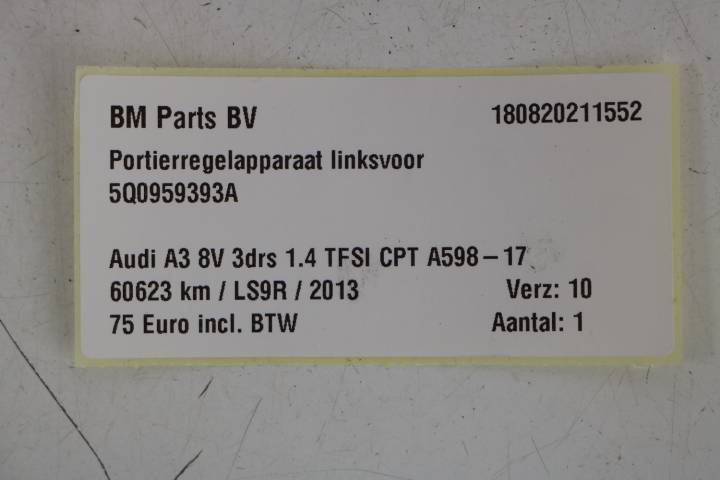 BM Parts BV 180820211552
Portierregelapparaat linksvoor
5Q0959393A
Audi A3 8V 3drs 1.4 TFSI CPT A598-17
60623 km / LS9R / 2013 Verz: 10
75 Euro incl. BTW Aantal: 1